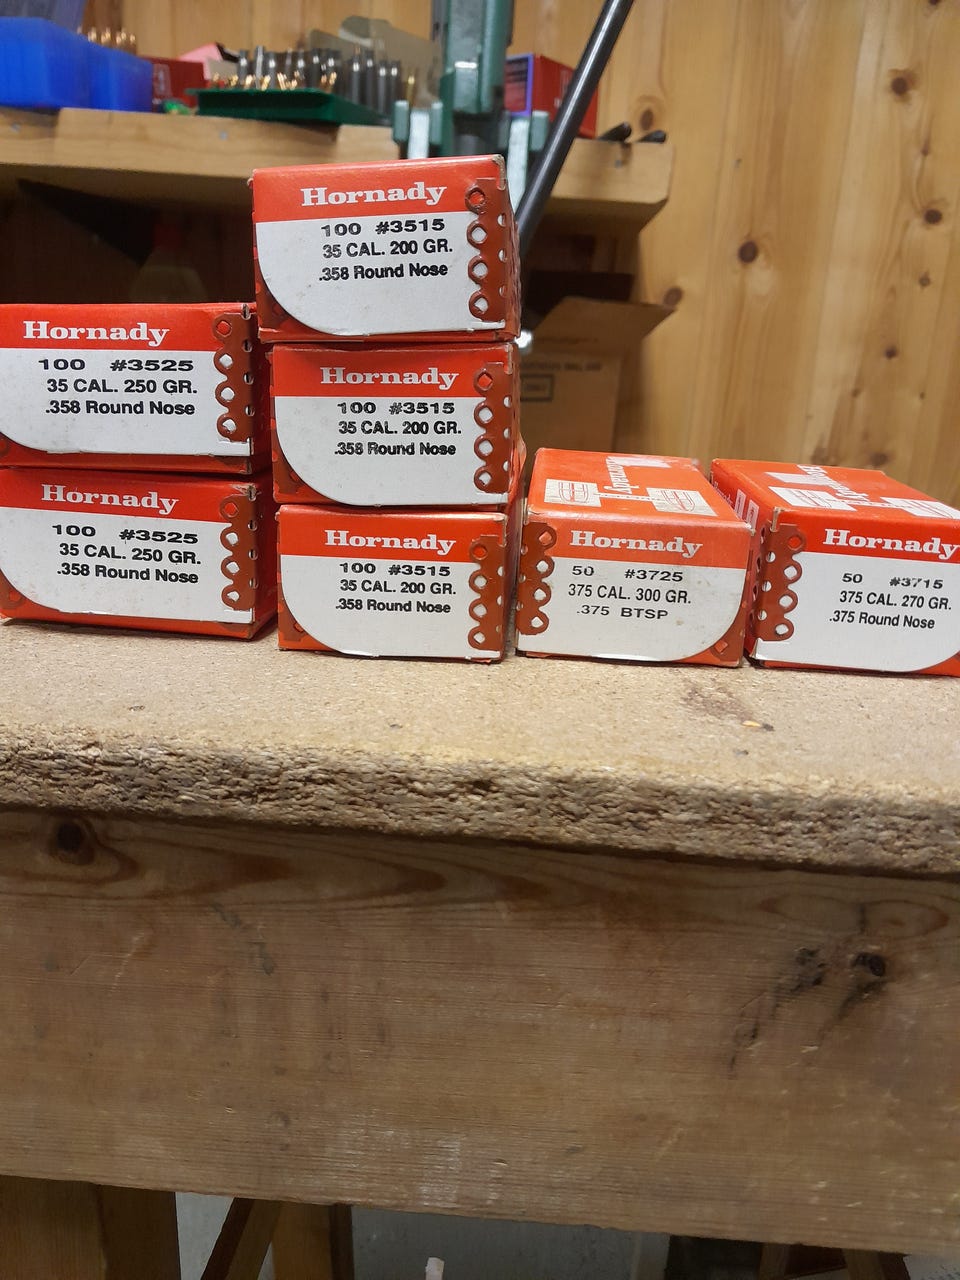 Hornady
100 #3515
35 CAL. 200 GR.
.358 Round Nose
Hornady
100 #3525
35 CAL. 250 GR.
.358 Round Nose
Hornady
100 #3515
35 CAL. 200 GR.
.358 Round Nose
Hornady
100 #3525
35 CAL. 250 GR.
.358 Round Nose
Hornady
100 #3515
35 CAL. 200 GR.
.358 Round Nose
Hornady
50 #3725
375 CAL. 300 GR.
.375 BTSP
Hornady
50 #3715
375 CAL. 270 GR.
.375 Round Nose